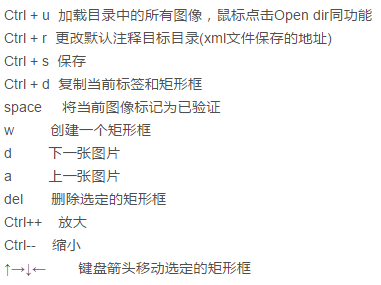 Ctrl + u  加载目录中的所有图像，鼠标点击Open dir同功能
Ctrl + r  更改默认注释目标目录(xml文件保存的地址)
Ctrl + s  保存
Ctrl + d  复制当前标签和矩形框
space     将当前图像标记为已验证
w         创建一个矩形框
d         下一张图片
a         上一张图片
del       删除选定的矩形框
Ctrl++    放大
Ctrl--    缩小
↑→↓←        键盘箭头移动选定的矩形框